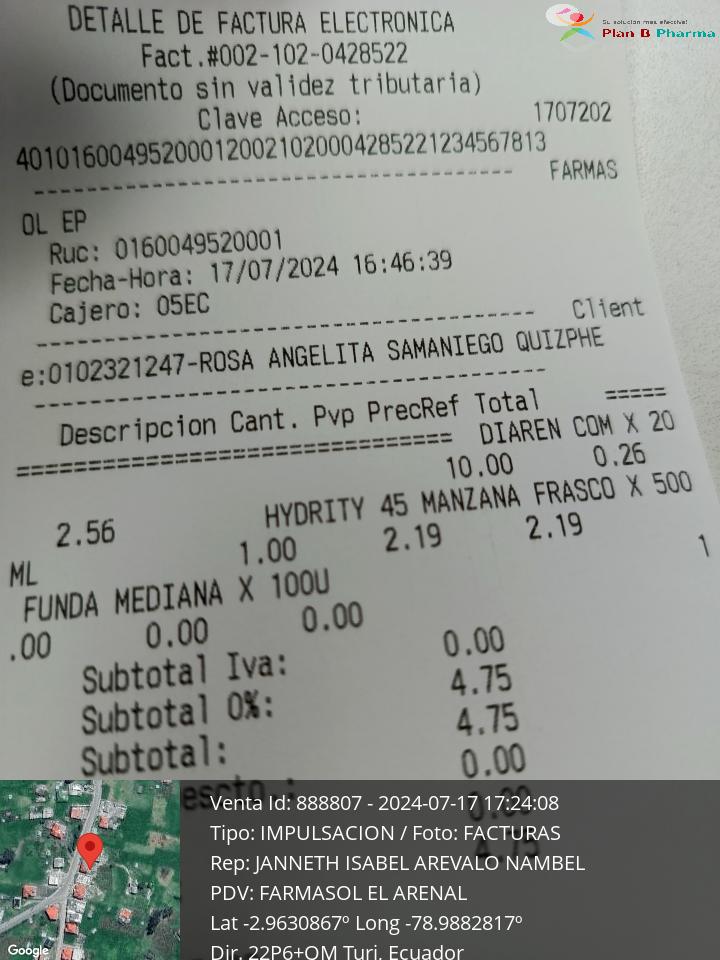 Su solucion mas efectiva!
Plan B Pharma
DETALLE DE FACTURA ELECTRONICA
Fact.#002-102-0428522
(Documento sin validez tributaria)
Clave Acceso: 1707202
401016004952000120021020004285221234567813
FARMAS
OL EP
Ruc: 0160049520001
Fecha-Hora: 17/07/2024 16:46:39
Cajero: 05EC
Client
e:0102321247-ROSA ANGELITA SAMANIEGO QUIZPHE
Descripcion Cant. Pvp PrecRef Total
DIAREN COM X 20
10.00 0.26
2.56 HYDRITY 45 MANZANA FRASCO X 500
ML 1.00 2.19 2.19
FUNDA MEDIANA X 100U 1
.00 0.00 0.00
Subtotal Iva: 0.00
Subtotal 0%: 4.75
Subtotal: 4.75
0.00
0.00
4.75
Venta Id: 888807 - 2024-07-17 17:24:08
Tipo: IMPULSACION / Foto: FACTURAS
Rep: JANNETH ISABEL AREVALO NAMBEL
PDV: FARMASOL EL ARENAL
Lat -2.9630867º Long -78.9882817º
Dir. 22P6+QM Turi, Ecuador
Google